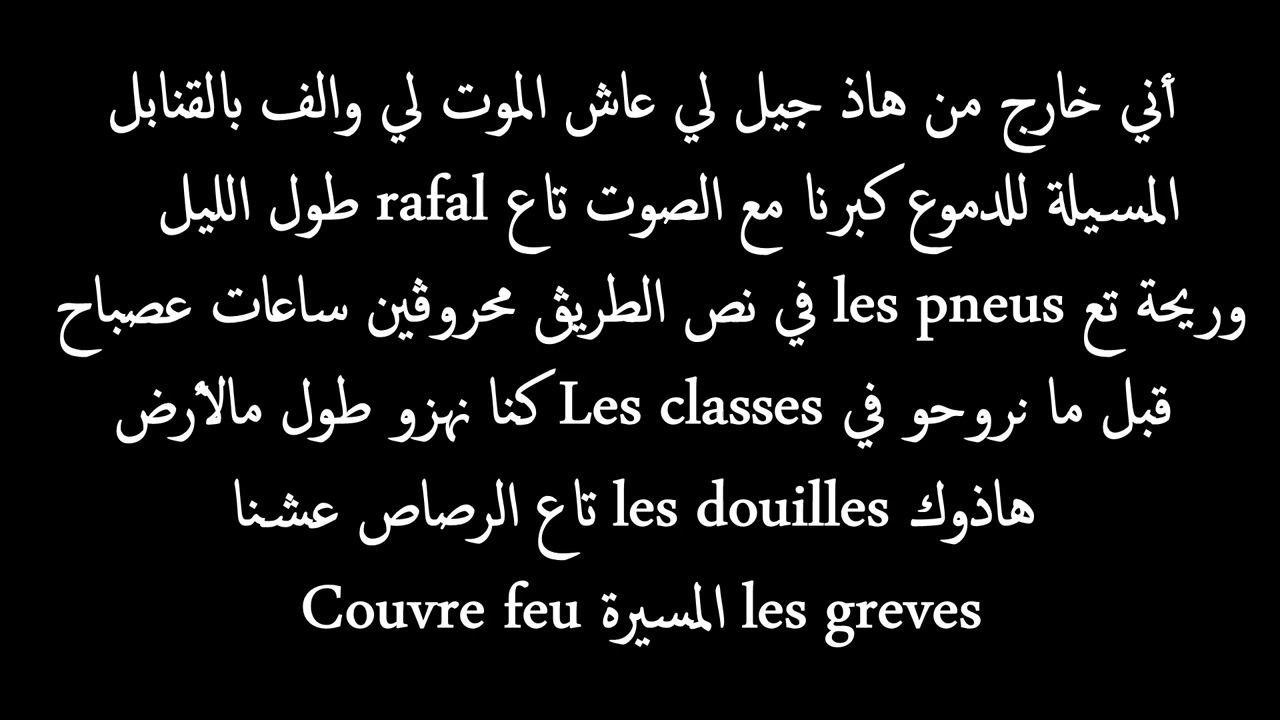 أني خارج من هاذ جيل لي عاش الموت لي والف بالقنابل
المسيلة للدموع كبرنا مع الصوت تاع rafal طول الليل
وريحة تع les pneus في نص الطريڨ محروڨين ساعات عصباح
قبل ما نروحو في Les classes كنا نهزو طول مالأرض
هاذوك les douilles تاع الرصاص عشنا
Couvre feu المسيرة les greves